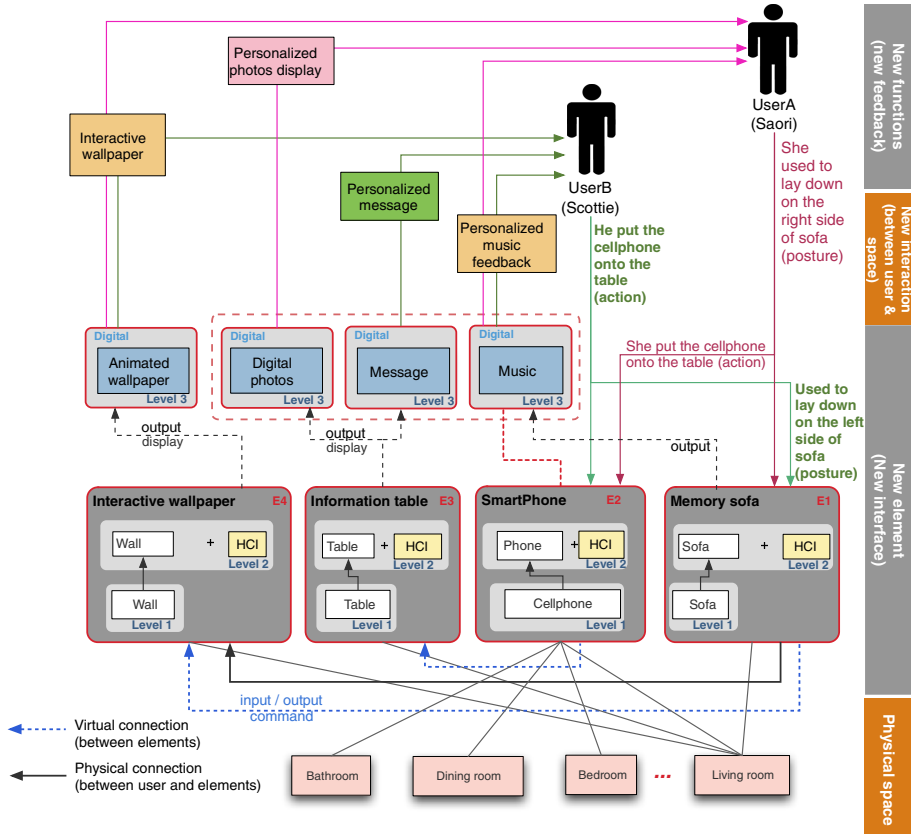 Personalized
photos display
UserA
(Saori)
New functions
(new feedback)
Interactive
wallpaper
Personalized
message
UserB
(Scottie)
She
used to
lay down
on the
right side
of sofa
(posture)
Personalized
music
feedback
He put the
cellphone
onto the
table
(action)
New interaction
(between user &
space)
Digital
Animated
wallpaper
Level 3
Digital
Digital
photos
Level 3
Digital
Message
Level 3
Digital
Music
Level 3
She put the cellphone
onto the table (action)
Used to
lay down
on the left
side of
sofa
(posture)
output
display
output
display
output
New element
(New interface)
Interactive wallpaper
E4
Wall
+
HCI
Level 2
Wall
Level 1
Information table
E3
Table
+
HCI
Level 2
Table
Level 1
SmartPhone
E2
Phone
+
HCI
Level 2
Cellphone
Level 1
Memory sofa
E1
Sofa
+
HCI
Level 2
Sofa
Level 1
input / output
command
Virtual connection
(between elements)
Physical connection
(between user and elements)
Bathroom
Dining room
Bedroom
...
Living room
Physical space